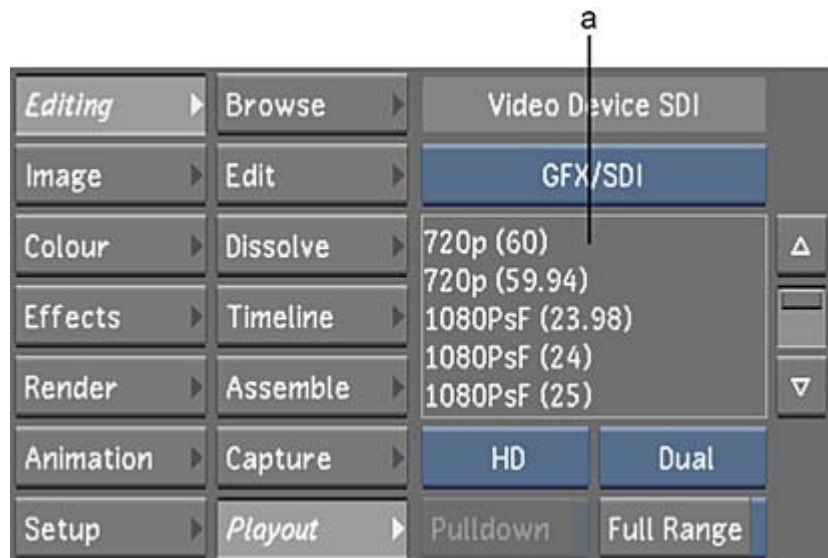 a
Editing
Browse
Video Device SDI
Image
Edit
GFX/SDI
Colour
Dissolve
720p (60)
720p (59.94)
Effects
Timeline
1080PsF (23.98)
1080PsF (24)
Render
Assemble
1080PsF (25)
Animation
Capture
HD
Dual
Setup
Playout
Pulldown
Full Range